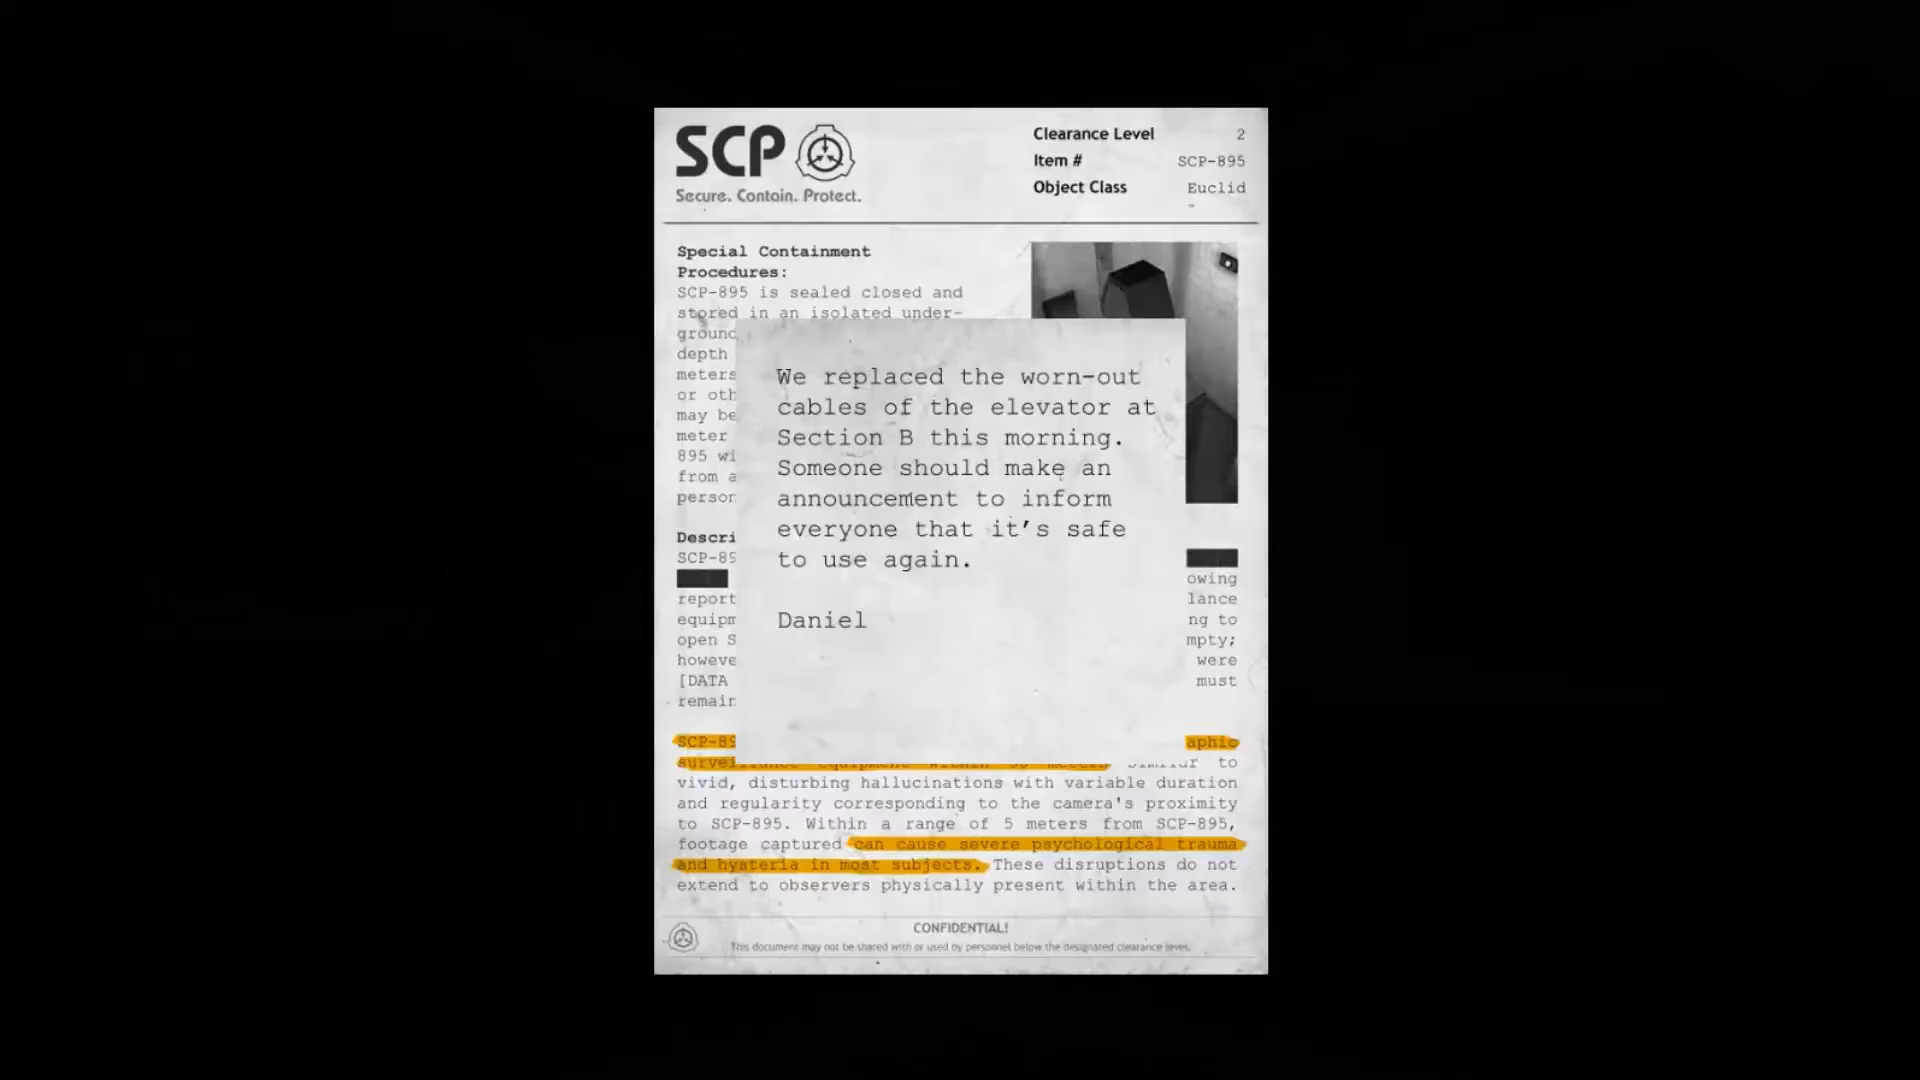 SCP
Secure. Contain. Protect.
Clearance Level 2
Item # SCP-895
Object Class Euclid
Special Containment
Procedures:
SCP-895 is sealed closed and
stored in an isolated under-
ground
depth
meters
or oth
may be
meter
895 wi
from a
person
We replaced the worn-out
cables of the elevator at
Section B this morning.
Someone should make an
announcement to inform
everyone that it's safe
to use again.
Daniel
Descri
SCP-89
owing
report lance
equipm ng to
open S mpty;
howeve were
[DATA must
remain
SCP-89 aphic
surveillance equipment within to
vivid, disturbing hallucinations with variable duration
and regularity corresponding to the camera's proximity
to SCP-895. Within a range of 5 meters from SCP-895,
footage captured can cause severe psychological trauma
and hysteria in most subjects. These disruptions do not
extend to observers physically present within the area.
CONFIDENTIAL!
This document may not be shared with or used by personnel below the designated clearance level.